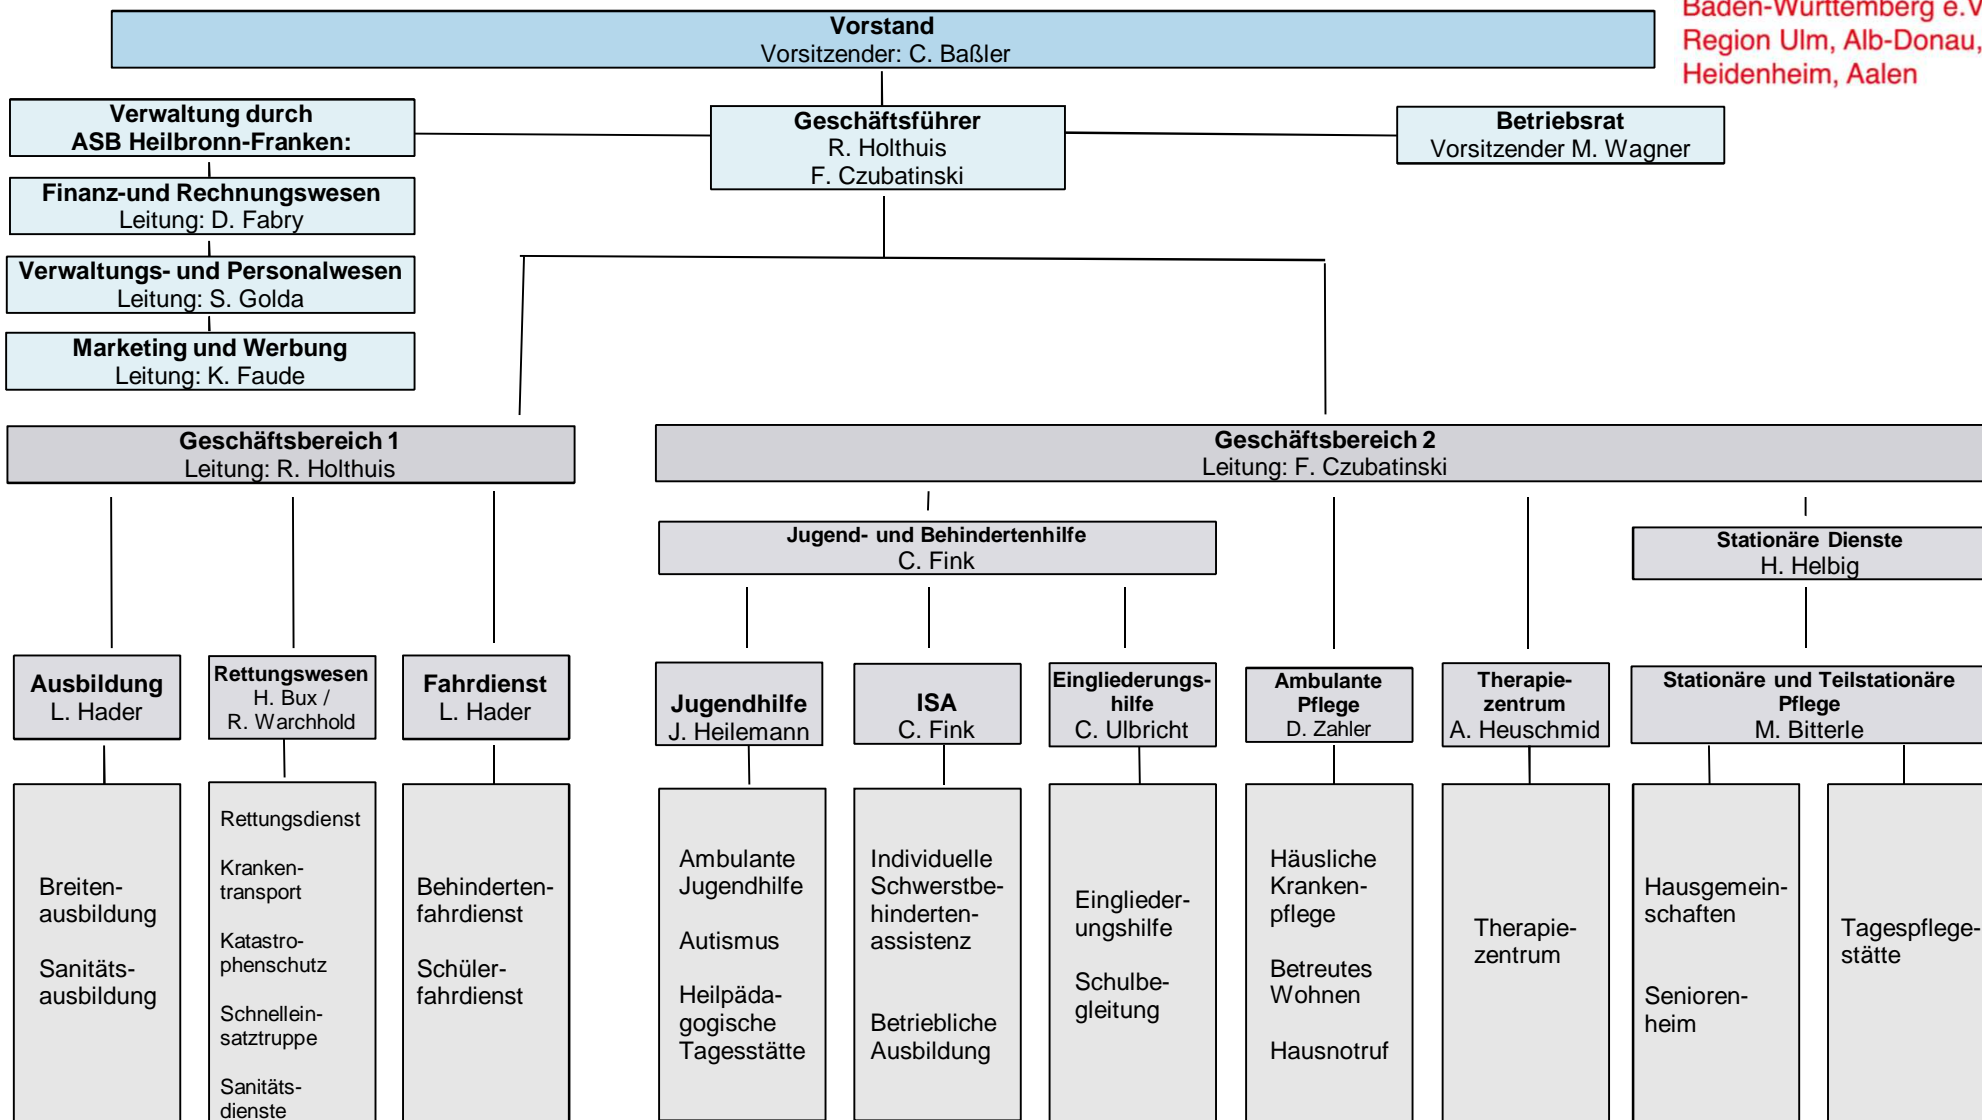 Baden-Württemberg e.V
Region Ulm, Alb-Donau,
Heidenheim, Aalen
Vorstand
Vorsitzender: C. Baßler
Verwaltung durch
ASB Heilbronn-Franken:
Geschäftsführer
R. Holthuis
F. Czubatinski
Betriebsrat
Vorsitzender M. Wagner
Finanz-und Rechnungswesen
Leitung: D. Fabry
Verwaltungs- und Personalwesen
Leitung: S. Golda
Marketing und Werbung
Leitung: K. Faude
Geschäftsbereich 1
Leitung: R. Holthuis
Geschäftsbereich 2
Leitung: F. Czubatinski
Jugend- und Behindertenhilfe
C. Fink
Stationäre Dienste
H. Helbig
Ausbildung
L. Hader
Rettungswesen
H. Bux /
R. Warchhold
Fahrdienst
L. Hader
Jugendhilfe
J. Heilemann
ISA
C. Fink
Eingliederungs-
hilfe
C. Ulbricht
Ambulante
Pflege
D. Zahler
Therapie-
zentrum
A. Heuschmid
Stationäre und Teilstationäre
Pflege
M. Bitterle
Breiten-
ausbildung
Sanitäts-
ausbildung
Rettungsdienst
Kranken-
transport
Katastro-
phenschutz
Schnellein-
satztruppe
Sanitäts-
dienste
Behinderten-
fahrdienst
Schüler-
fahrdienst
Ambulante
Jugendhilfe
Autismus
Heilpäda-
gogische
Tagesstätte
Individuelle
Schwerstbe-
hinderten-
assistenz
Betriebliche
Ausbildung
Einglieder-
ungshilfe
Schulbe-
gleitung
Häusliche
Kranken-
pflege
Betreutes
Wohnen
Hausnotruf
Therapie-
zentrum
Hausgemein-
schaften
Senioren-
heim
Tagespflege-
stätte